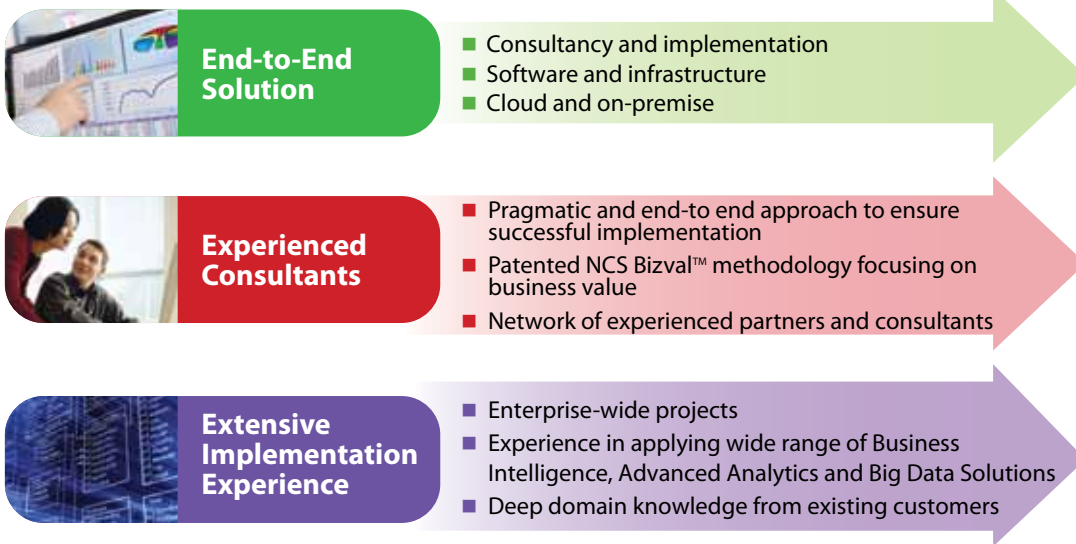 End-to-End
Solution
■ Consultancy and implementation
■ Software and infrastructure
■ Cloud and on-premise
Experienced
Consultants
■ Pragmatic and end-to end approach to ensure
successful implementation
■ Patented NCS Bizval™ methodology focusing on
business value
■ Network of experienced partners and consultants
Extensive
Implementation
Experience
■ Enterprise-wide projects
■ Experience in applying wide range of Business
Intelligence, Advanced Analytics and Big Data Solutions
■ Deep domain knowledge from existing customers